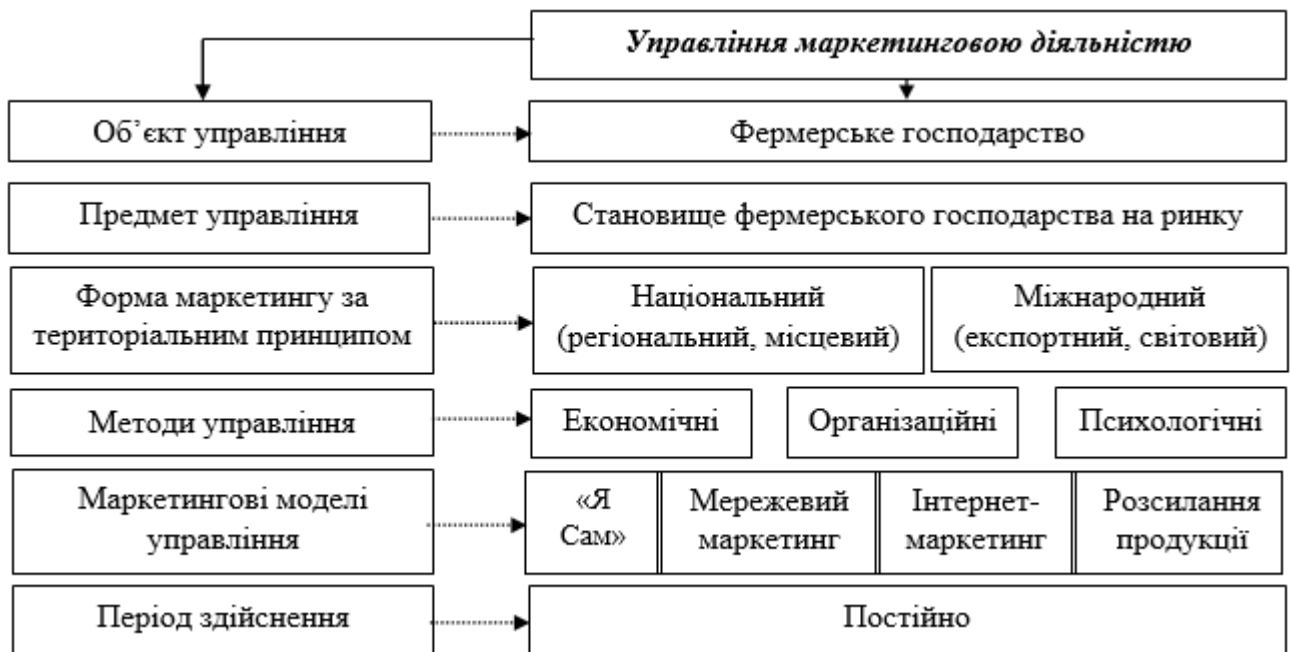 Управління маркетинговою діяльністю
Об’єкт управління
Фермерське господарство
Предмет управління
Становище фермерського господарства на ринку
Форма маркетингу за
територіальним принципом
Національний
(регіональний, місцевий)
Міжнародний
(експортний, світовий)
Методи управління
Економічні
Організаційні
Психологічні
Маркетингові моделі
управління
«Я
Сам»
Мережевий
маркетинг
Інтернет-
маркетинг
Розсилання
продукції
Період здійснення
Постійно